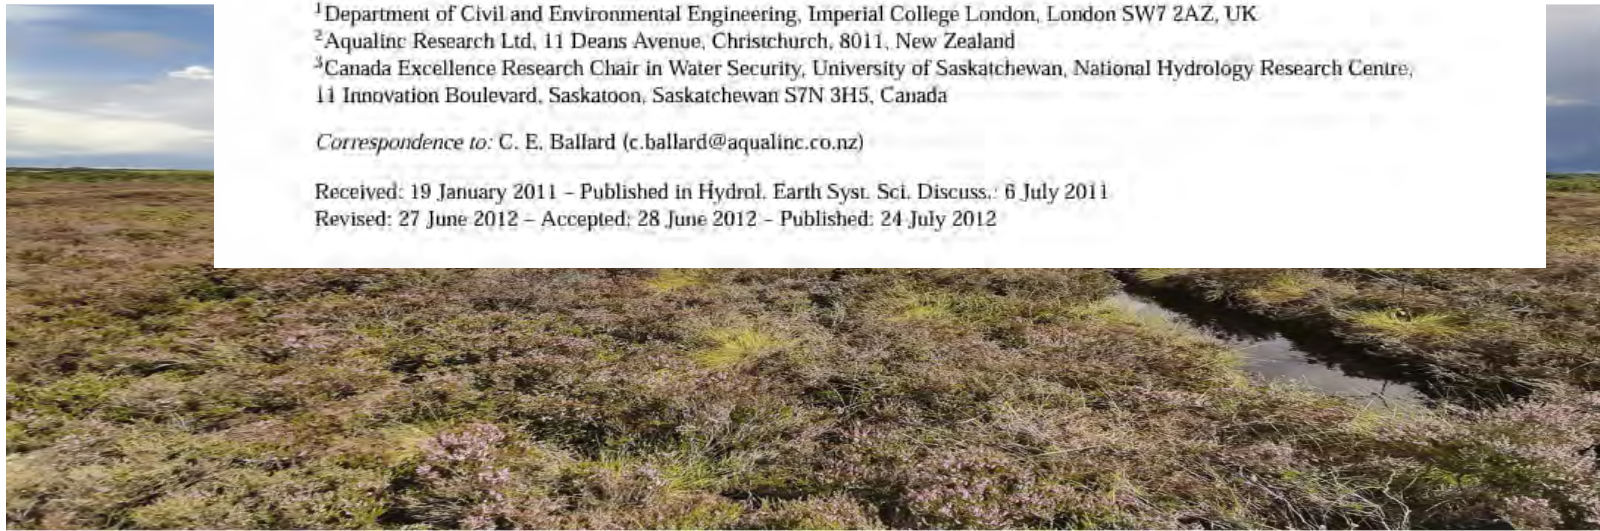 ¹Department of Civil and Environmental Engineering, Imperial College London, London SW7 2AZ, UK
²Aqualinc Research Ltd, 11 Deans Avenue, Christchurch, 8011, New Zealand
³Canada Excellence Research Chair in Water Security, University of Saskatchewan, National Hydrology Research Centre,
11 Innovation Boulevard, Saskatoon, Saskatchewan S7N 3H5, Canada
Correspondence to: C. E. Ballard (c.ballard@aqualinc.co.nz)
Received: 19 January 2011 – Published in Hydrol. Earth Syst. Sci. Discuss.: 6 July 2011
Revised: 27 June 2012 – Accepted: 28 June 2012 – Published: 24 July 2012